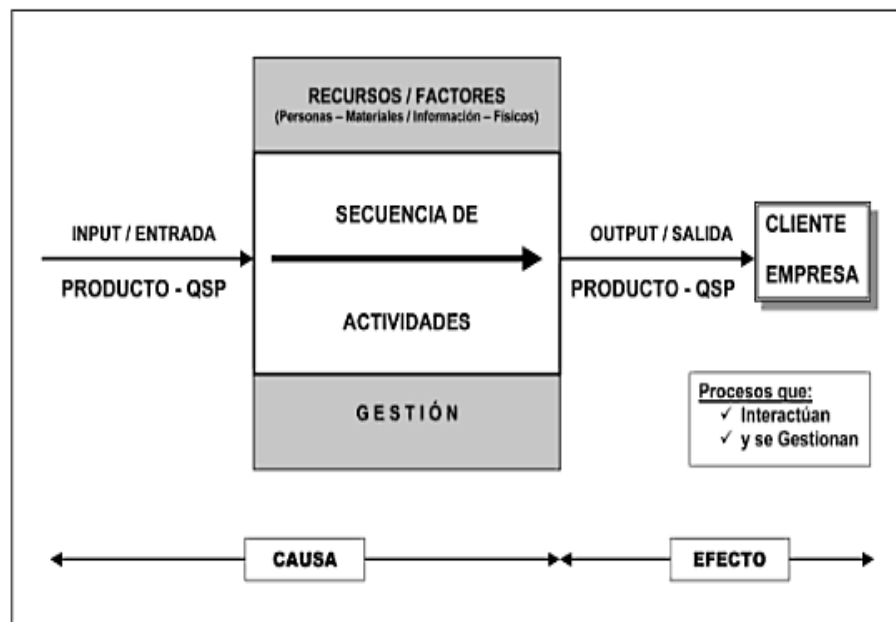 RECURSOS / FACTORES
(Personas – Materiales / Información – Físicos)
SECUENCIA DE
ACTIVIDADES
GESTIÓN
INPUT / ENTRADA
PRODUCTO - QSP
OUTPUT / SALIDA
PRODUCTO - QSP
CLIENTE
EMPRESA
Procesos que:
✓ Interactúan
✓ y se Gestionan
CAUSA
EFECTO